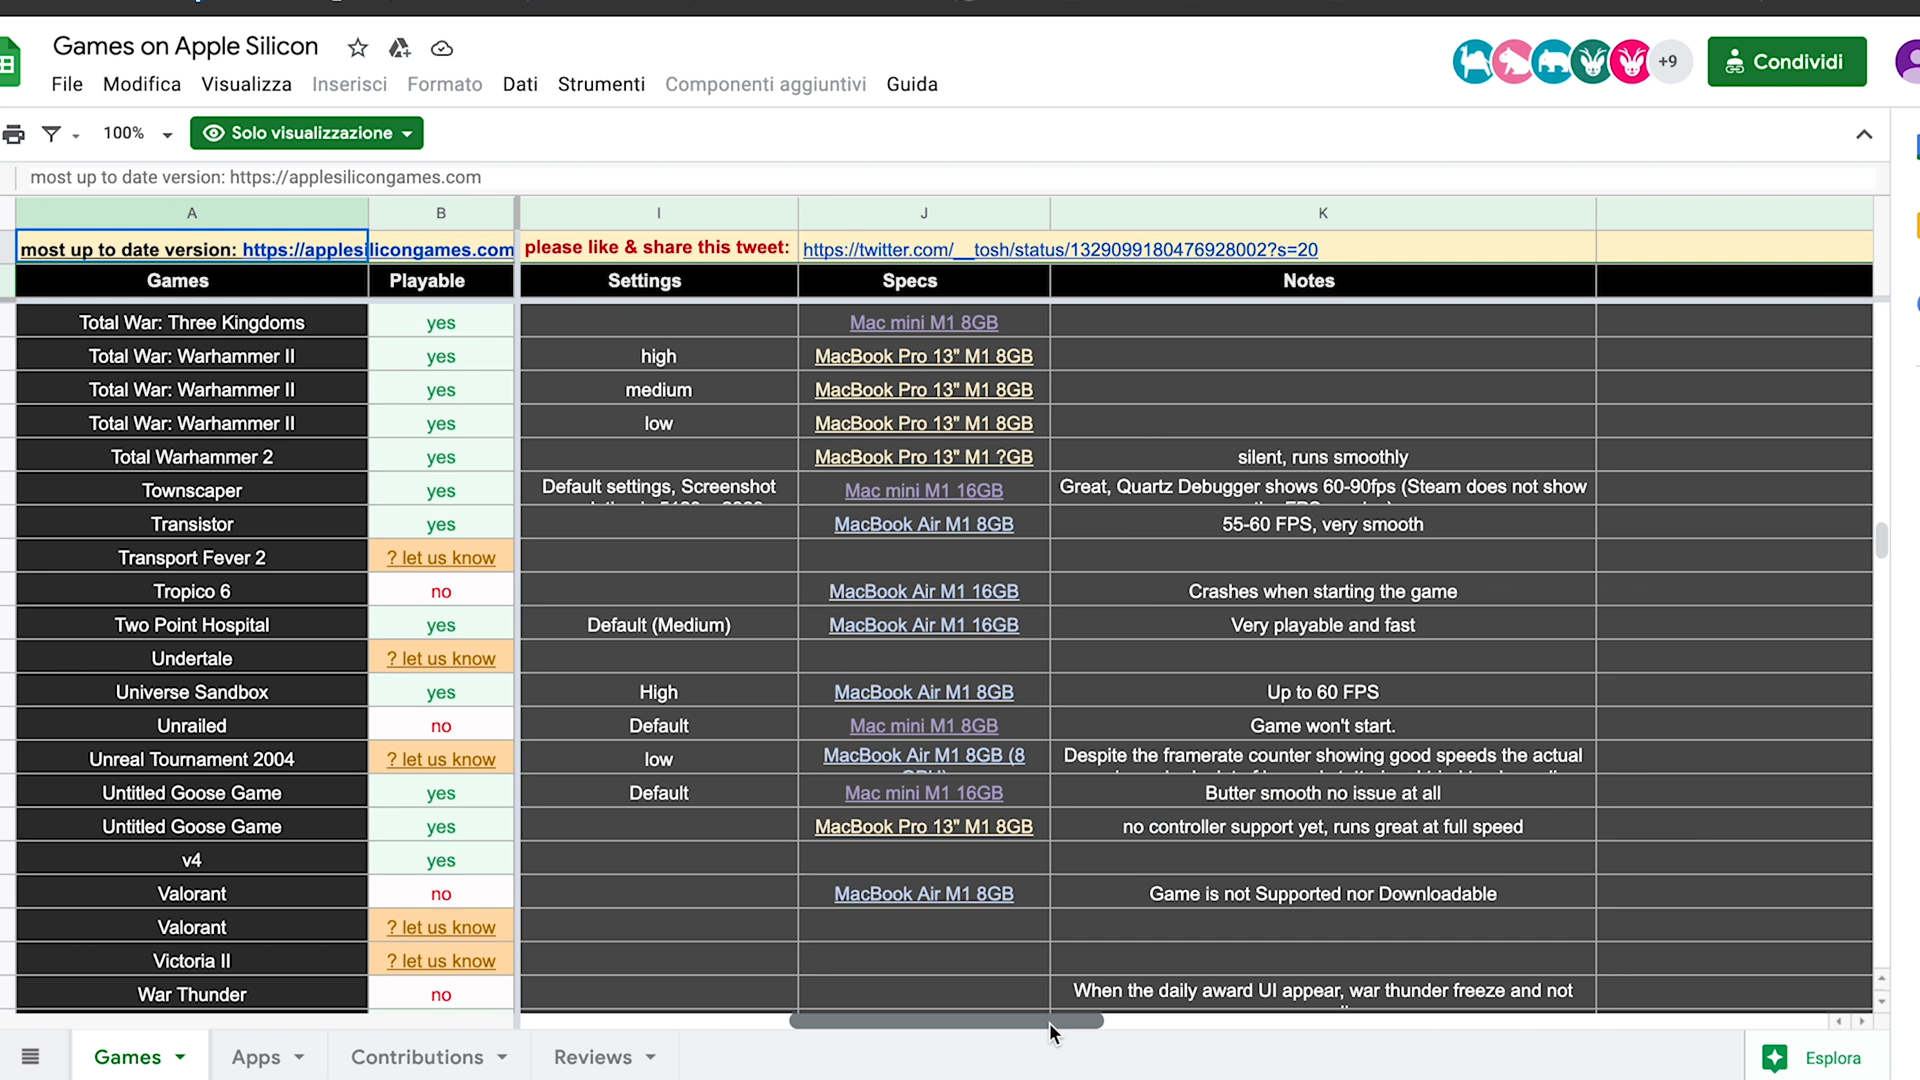 Games on Apple Silicon
File Modifica Visualizza Inserisci Formato Dati Strumenti Componenti aggiuntivi Guida
+9
Condividi
100%
Solo visualizzazione
most up to date version: https://applesilicongames.com
A B I J K
most up to date version: https://applesilicongames.com please like & share this tweet: https://twitter.com/__tosh/status/1329099180476928002?s=20
Games Playable Settings Specs Notes
Total War: Three Kingdoms yes Mac mini M1 8GB
Total War: Warhammer II yes high MacBook Pro 13" M1 8GB
Total War: Warhammer II yes medium MacBook Pro 13" M1 8GB
Total War: Warhammer II yes low MacBook Pro 13" M1 8GB
Total Warhammer 2 yes MacBook Pro 13" M1 ?GB silent, runs smoothly
Townscaper yes Default settings, Screenshot Mac mini M1 16GB Great, Quartz Debugger shows 60-90fps (Steam does not show
Transistor yes MacBook Air M1 8GB 55-60 FPS, very smooth
Transport Fever 2 ? let us know
Tropico 6 no MacBook Air M1 16GB Crashes when starting the game
Two Point Hospital yes Default (Medium) MacBook Air M1 16GB Very playable and fast
Undertale ? let us know
Universe Sandbox yes High MacBook Air M1 8GB Up to 60 FPS
Unrailed no Default Mac mini M1 8GB Game won't start.
Unreal Tournament 2004 ? let us know low MacBook Air M1 8GB (8 Despite the framerate counter showing good speeds the actual
Untitled Goose Game yes Default Mac mini M1 16GB Butter smooth no issue at all
Untitled Goose Game yes MacBook Pro 13" M1 8GB no controller support yet, runs great at full speed
v4 yes
Valorant no MacBook Air M1 8GB Game is not Supported nor Downloadable
Valorant ? let us know
Victoria II ? let us know
War Thunder no When the daily award UI appear, war thunder freeze and not
Games Apps Contributions Reviews Esplora